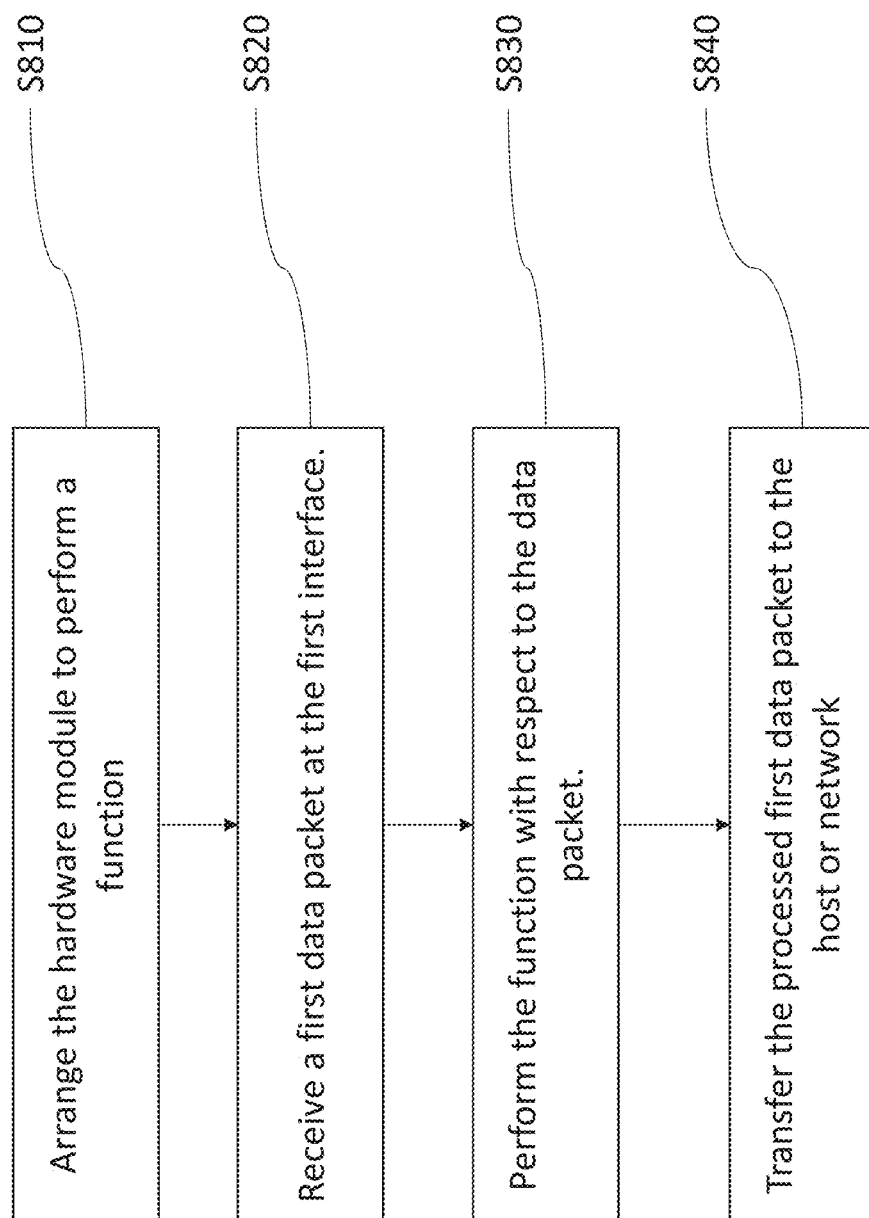 S810
Arrange the hardware module to perform a
function
S820
Receive a first data packet at the first interface.
S830
Perform the function with respect to the data
packet.
S840
Transfer the processed first data packet to the
host or network